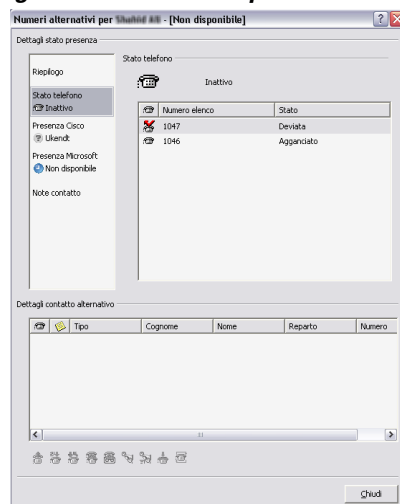 Numeri alternativi per - [Non disponibile]
Dettagli stato presenza
Riepilogo
Stato telefono
Inattivo
Presenza Cisco
Ukendt
Presenza Microsoft
Non disponibile
Note contatto
Stato telefono
Inattivo
Numero elenco Stato
1047 Deviata
1046 Agganciato
Dettagli contatto alternativo
Tipo Cognome Nome Reparto Numero
Chiudi